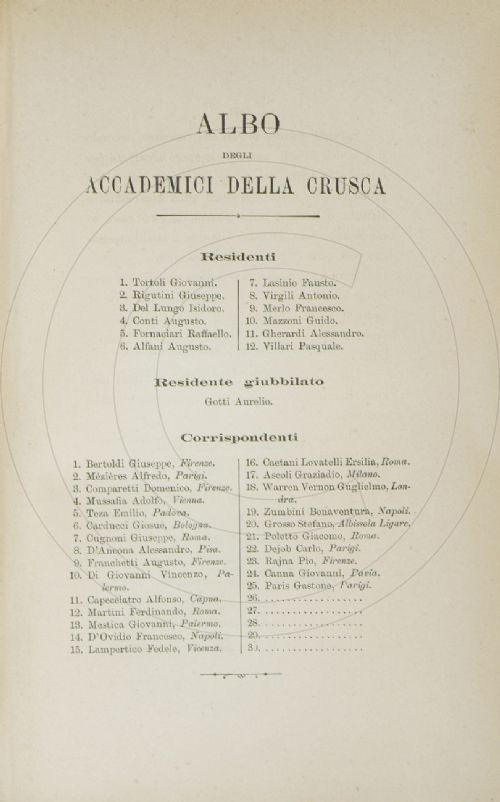 ALBO
DEGLI
ACCADEMICI DELLA CRUSCA
Residenti
1. Tortoli Giovanni.
2. Rigutini Giuseppe.
3. Del Lungo Isidoro.
4. Conti Augusto.
5. Fornaciari Raffaello.
6. Alfani Augusto.
7. Lasinio Fausto.
8. Virgili Antonio.
9. Merlo Francesco.
10. Mazzoni Guido.
11. Gherardi Alessandro.
12. Villari Pasquale.
Residente giubbilato
Gotti Aurelio.
Corrispondenti
1. Bertoldi Giuseppe, Firenze.
2. Mézières Alfredo, Parigi.
3. Comparetti Domenico, Firenze.
4. Mussafia Adolfo, Vienna.
5. Teza Emilio, Padova.
6. Carducci Giosuè, Bologna.
7. Cugnoni Giuseppe, Roma.
8. D'Ancona Alessandro, Pisa.
9. Franchetti Augusto, Firenze.
10. Di Giovanni Vincenzo, Pa-
lermo.
11. Capecelatro Alfonso, Capua.
12. Martini Ferdinando, Roma.
13. Mestica Giovanni, Palermo.
14. D'Ovidio Francesco, Napoli.
15. Lampertico Fedele, Vicenza.
16. Caetani Lovatelli Ersilia, Roma.
17. Ascoli Graziadio, Milano.
18. Warren Vernon Guglielmo, Lon-
dra.
19. Zumbini Bonaventura, Napoli.
20. Grosso Stefano, Albissola Ligure.
21. Poletto Giacomo, Roma.
22. Dejob Carlo, Parigi.
23. Rajna Pio, Firenze.
24. Canna Giovanni, Pavia.
25. Paris Gastone, Parigi.
26. . . . . . . . . . . . . . . . . . .
27. . . . . . . . . . . . . . . . . . .
28. . . . . . . . . . . . . . . . . . .
29. . . . . . . . . . . . . . . . . . .
30. . . . . . . . . . . . . . . . . . .